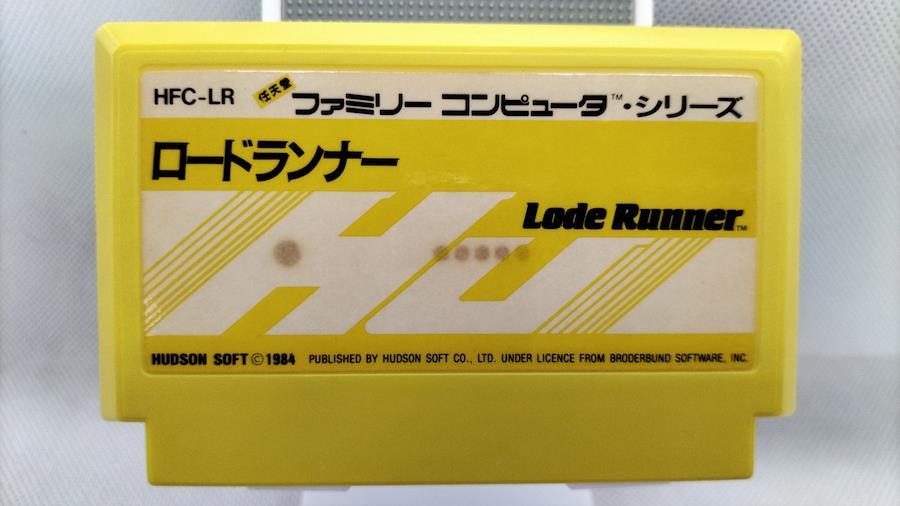 HFC-LR 任天堂 ファミリー コンピュータ™・シリーズ
ロードランナー
Lode Runner™
HU
HUDSON SOFT © 1984 PUBLISHED BY HUDSON SOFT CO., LTD. UNDER LICENCE FROM BRODERBUND SOFTWARE, INC.